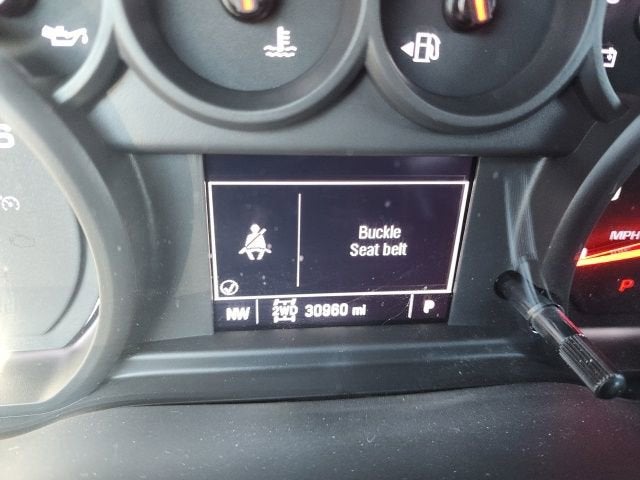 Buckle
Seat belt
NW 2WD 30960 mi P
MPH
P